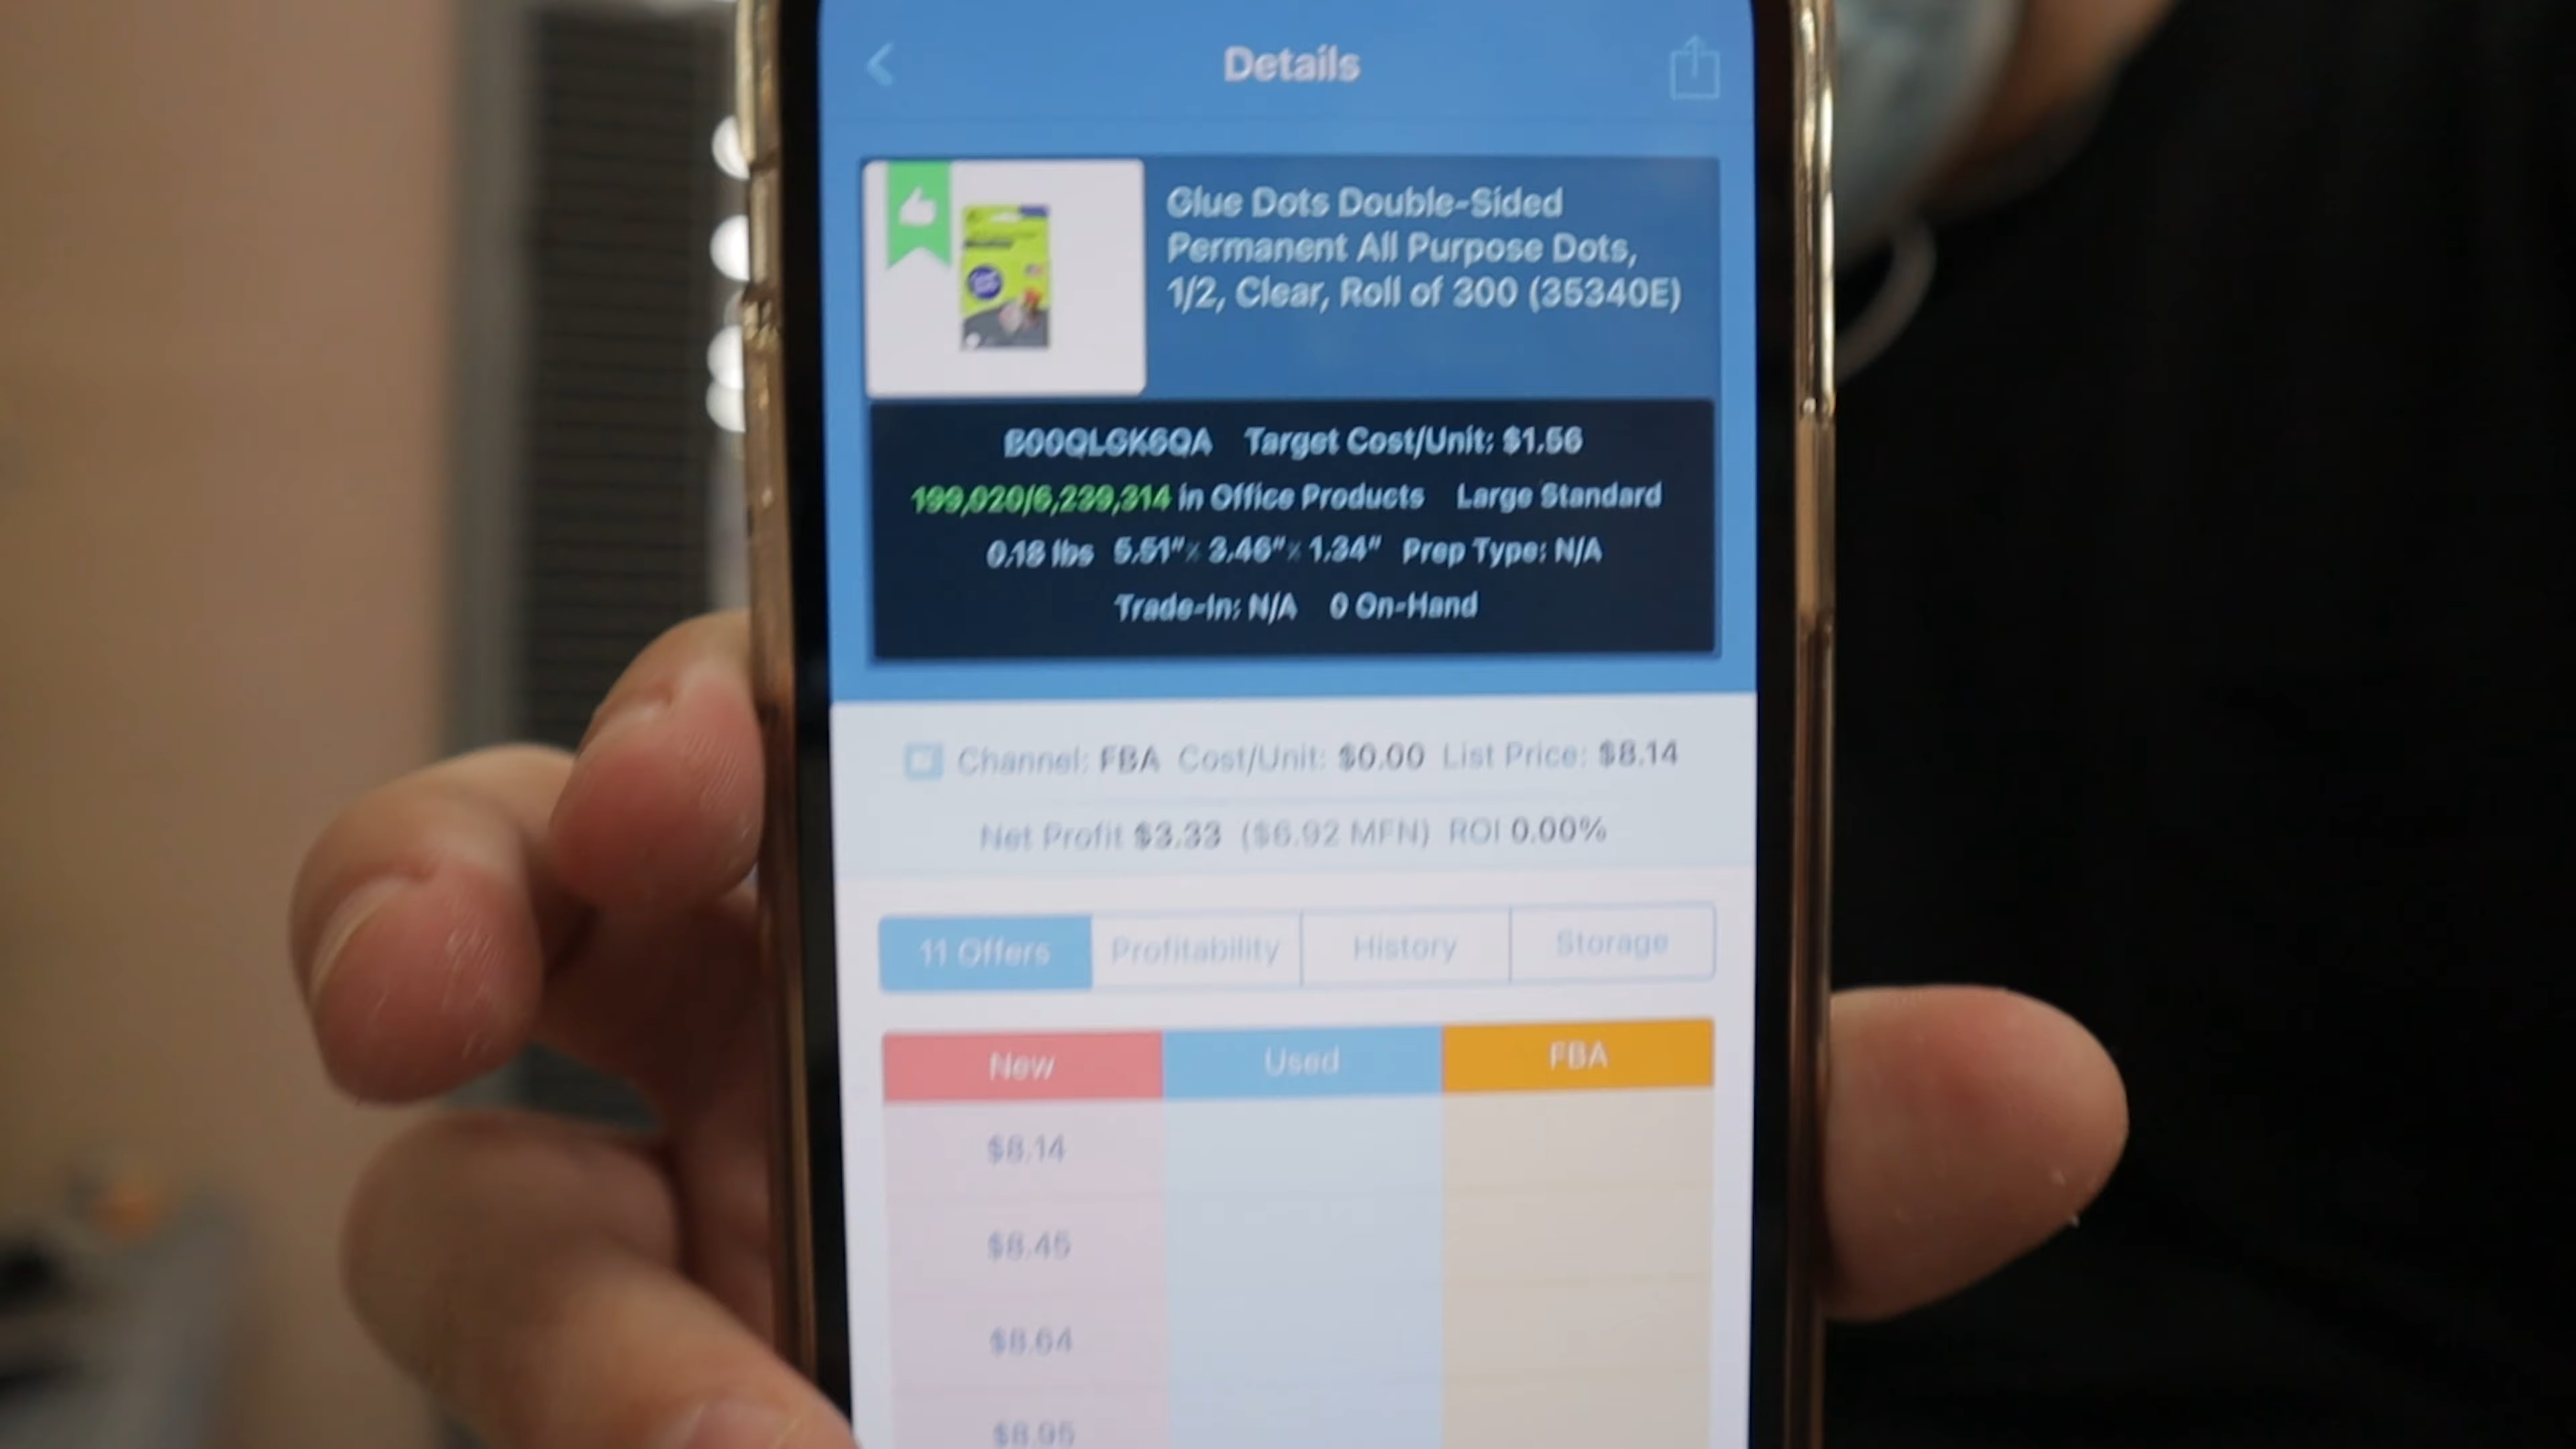 Details
Glue Dots Double-Sided
Permanent All Purpose Dots,
1/2, Clear, Roll of 300 (35340E)
B00QLGK6QA Target Cost/Unit: $1.56
199,020/6,239,314 in Office Products Large Standard
0.18 lbs 5.51"x 3.46"x 1.34" Prep Type: N/A
Trade-In: N/A 0 On-Hand
Channel: FBA Cost/Unit: $0.00 List Price: $8.14
Net Profit $3.33 ($6.92 MFN) ROI 0.00%
11 Offers Profitability History Storage
New Used FBA
$8.14
$8.45
$8.64
$8.95